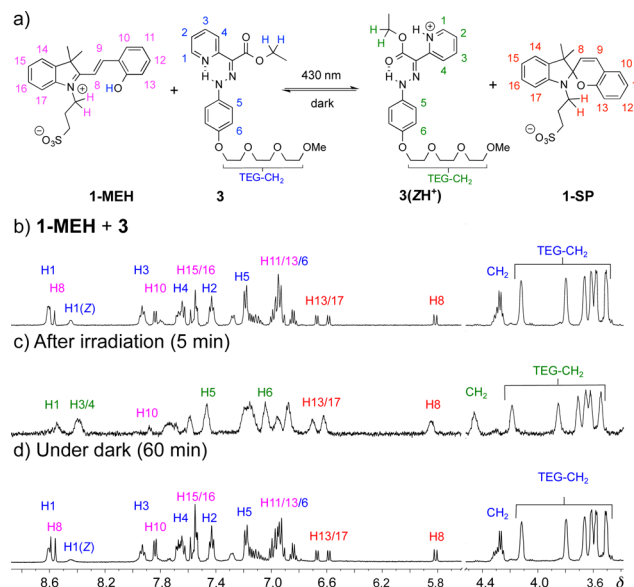 a)
3
2
4
1
N
H
N
N
O
O
H
H
5
6
O
O
O
O
OMe
TEG-CH2
3
10
11
9
12
14
15
16
17
8
13
HO
N
+
H
H
-O3S
1-MEH
+
430 nm
dark
H
H
O
O
NH
+
1
2
3
4
H
N
N
5
6
O
O
O
O
OMe
TEG-CH2
3(ZH+)
+
14
15
16
17
8
9
10
13
N
O
H
H
-O3S
1-SP
b) 1-MEH + 3
H1
H8
H1(Z)
H3
H10
H15/16
H4
H2
H5
H11/13/6
H13/17
H8
CH2
TEG-CH2
c) After irradiation (5 min)
H1
H3/4
H10
H5
H6
H13/17
H8
CH2
TEG-CH2
d) Under dark (60 min)
H1
H8
H1(Z)
H3
H10
H15/16
H4
H2
H5
H11/13/6
H13/17
H8
CH2
TEG-CH2
8.6 8.2 7.8 7.4 7.0 6.6 6.2 5.8 4.4 4.0 3.6 δ